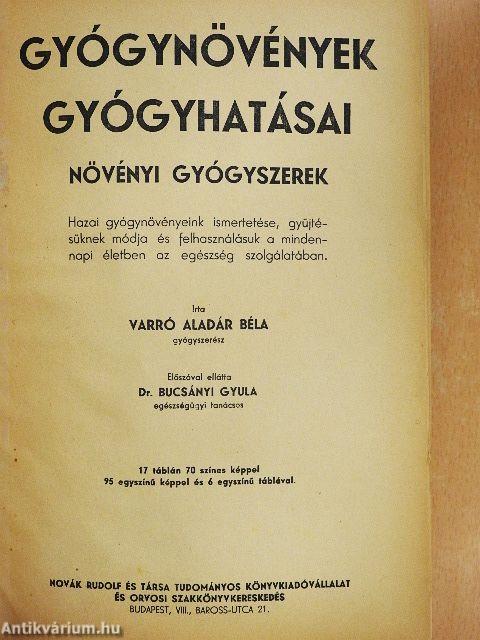 GYÓGYNÖVÉNYEK
GYÓGYHATÁSAI
NÖVÉNYI GYÓGYSZEREK
Hazai gyógynövényeink ismertetése, gyüjté-
süknek módja és felhasználásuk a minden-
napi életben az egészség szolgálatában.
Irta
VARRÓ ALADÁR BÉLA
gyógyszerész
Előszóval ellátta
Dr. BUCSÁNYI GYULA
egészségügyi tanácsos
17 táblán 70 színes képpel
95 egyszínű képpel és 6 egyszínű táblával.
NOVÁK RUDOLF ÉS TÁRSA TUDOMÁNYOS KÖNYVKIADÓVÁLLALAT
ÉS ORVOSI SZAKKÖNYVKERESKEDÉS
BUDAPEST, VIII., BAROSS-UTCA 21.
Antikvárium.hu